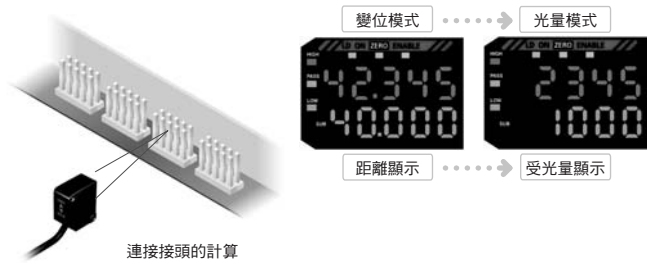 變位模式 光量模式
LD ON ZERO ENABLE
HIGH
PASS
LOW
42.345
SUB 40.000
LD ON ZERO ENABLE
HIGH
PASS
LOW
2345
SUB 1000
距離顯示 受光量顯示
連接接頭的計算